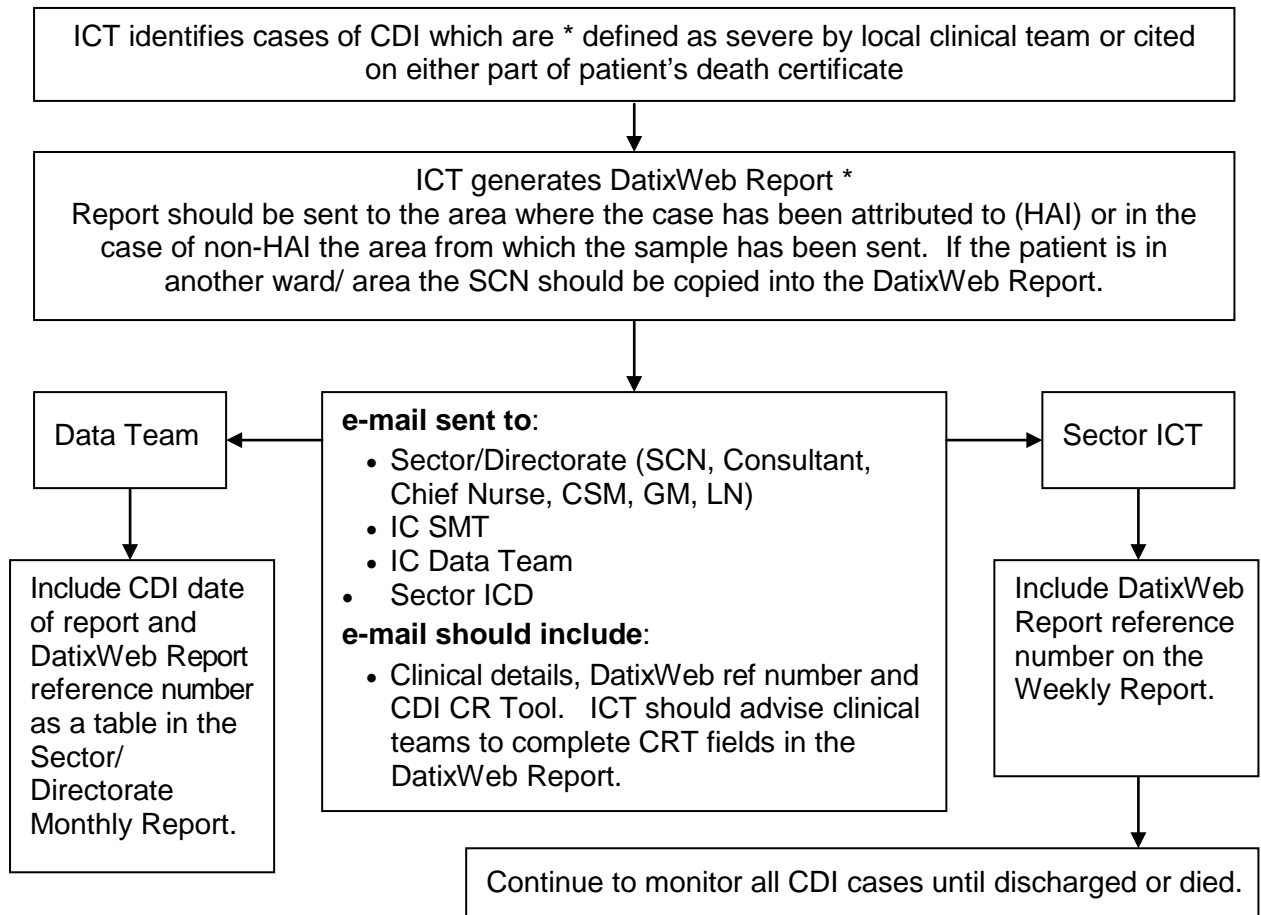 ICT identifies cases of CDI which are * defined as severe by local clinical team or cited
on either part of patient's death certificate
ICT generates DatixWeb Report *
Report should be sent to the area where the case has been attributed to (HAI) or in the
case of non-HAI the area from which the sample has been sent. If the patient is in
another ward/ area the SCN should be copied into the DatixWeb Report.
Data Team
e-mail sent to:
• Sector/Directorate (SCN, Consultant,
Chief Nurse, CSM, GM, LN)
• IC SMT
• IC Data Team
• Sector ICD
e-mail should include:
• Clinical details, DatixWeb ref number and
CDI CR Tool. ICT should advise clinical
teams to complete CRT fields in the
DatixWeb Report.
Sector ICT
Include CDI date
of report and
DatixWeb Report
reference number
as a table in the
Sector/
Directorate
Monthly Report.
Include DatixWeb
Report reference
number on the
Weekly Report.
Continue to monitor all CDI cases until discharged or died.